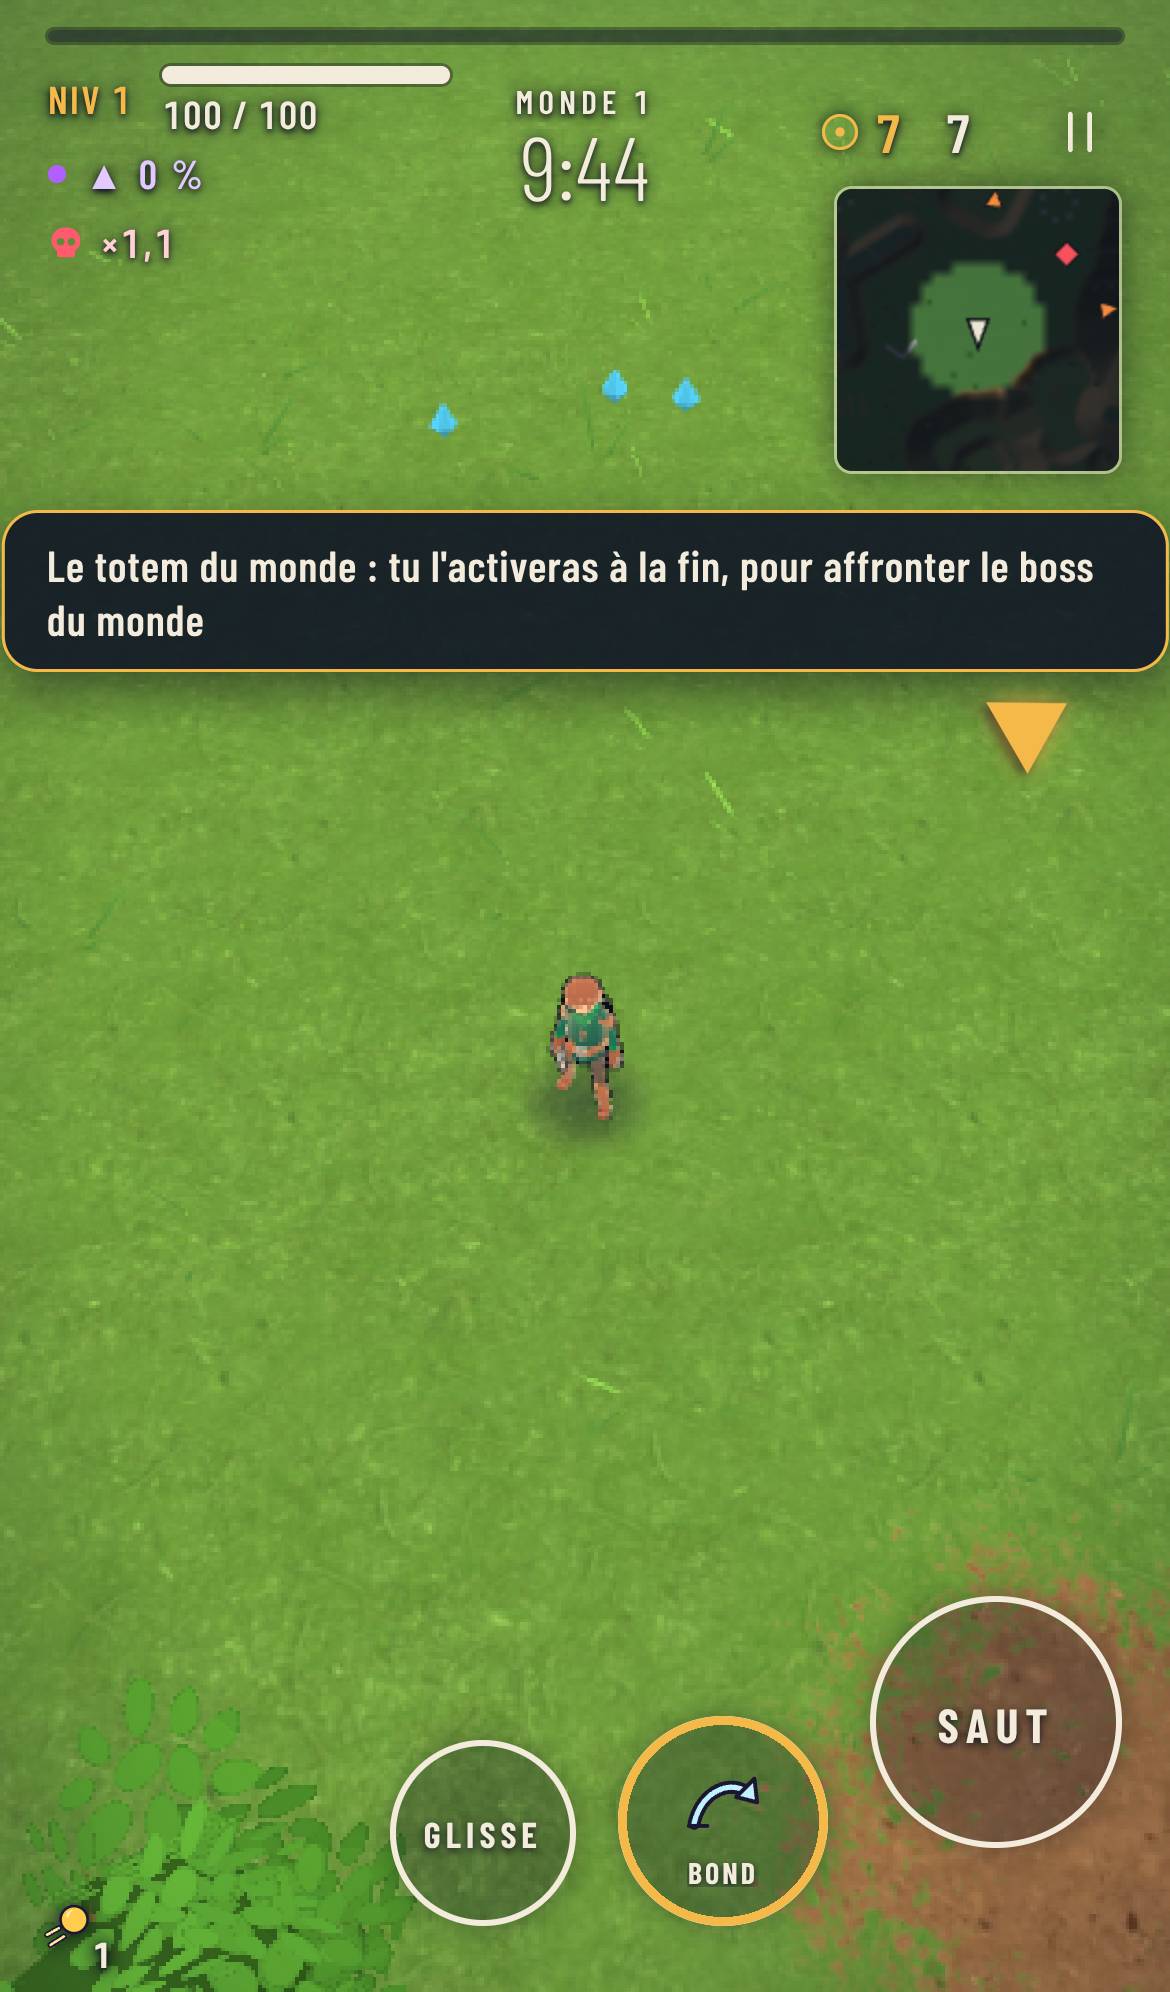 NIV 1
100 / 100
MONDE 1
9:44
7 7
▲ 0 %
×1,1
Le totem du monde : tu l'activeras à la fin, pour affronter le boss
du monde
SAUT
GLISSE
BOND
1